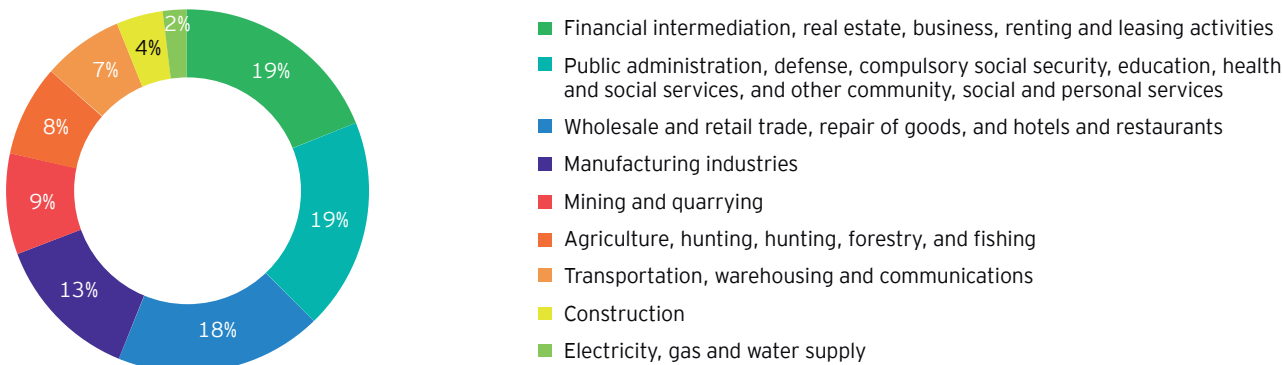 2%
4%
19%
7%
8%
9%
19%
13%
18%
Financial intermediation, real estate, business, renting and leasing activities
Public administration, defense, compulsory social security, education, health
and social services, and other community, social and personal services
Wholesale and retail trade, repair of goods, and hotels and restaurants
Manufacturing industries
Mining and quarrying
Agriculture, hunting, hunting, forestry, and fishing
Transportation, warehousing and communications
Construction
Electricity, gas and water supply